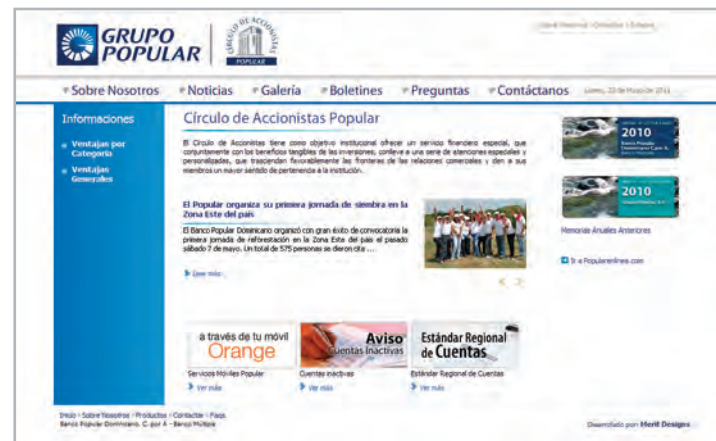 GRUPO
POPULAR
CÍRCULO DE ACCIONISTAS
POPULAR
Sobre Nosotros
Noticias
Galería
Boletines
Preguntas
Contáctanos
Informaciones
Ventajas por
Categoría
Ventajas
Generales
Círculo de Accionistas Popular
El Círculo de Accionistas tiene como objetivo institucional ofrecer un servicio financiero especial, que
conjuntamente con los beneficios tangibles de las inversiones, conlleve a una serie de atenciones especiales y
personalizadas, que trasciendan favorablemente las fronteras de las relaciones comerciales y den a sus
miembros un mayor sentido de pertenencia a la institución.
El Popular organiza su primera jornada de siembra en la
Zona Este del país
El Banco Popular Dominicano organizó con gran éxito de convocatoria la
primera jornada de reforestación en la Zona Este del país el pasado
sábado 7 de mayo. Un total de 575 personas se dieron cita ...
Leer más
2010
2010
Memorias Anuales Anteriores
Ir a Popularenlinea.com
a través de tu móvil
Orange
Servicios Móviles Popular
Ver más
Aviso
Cuentas Inactivas
Cuentas inactivas
Ver más
Estándar Regional
de Cuentas
Estándar Regional de Cuentas
Ver más
Inicio - Sobre Nosotros - Productos - Contactar - Faqs
Banco Popular Dominicano, C. por A - Banco Múltiple
Desarrollado por: Merit Designs